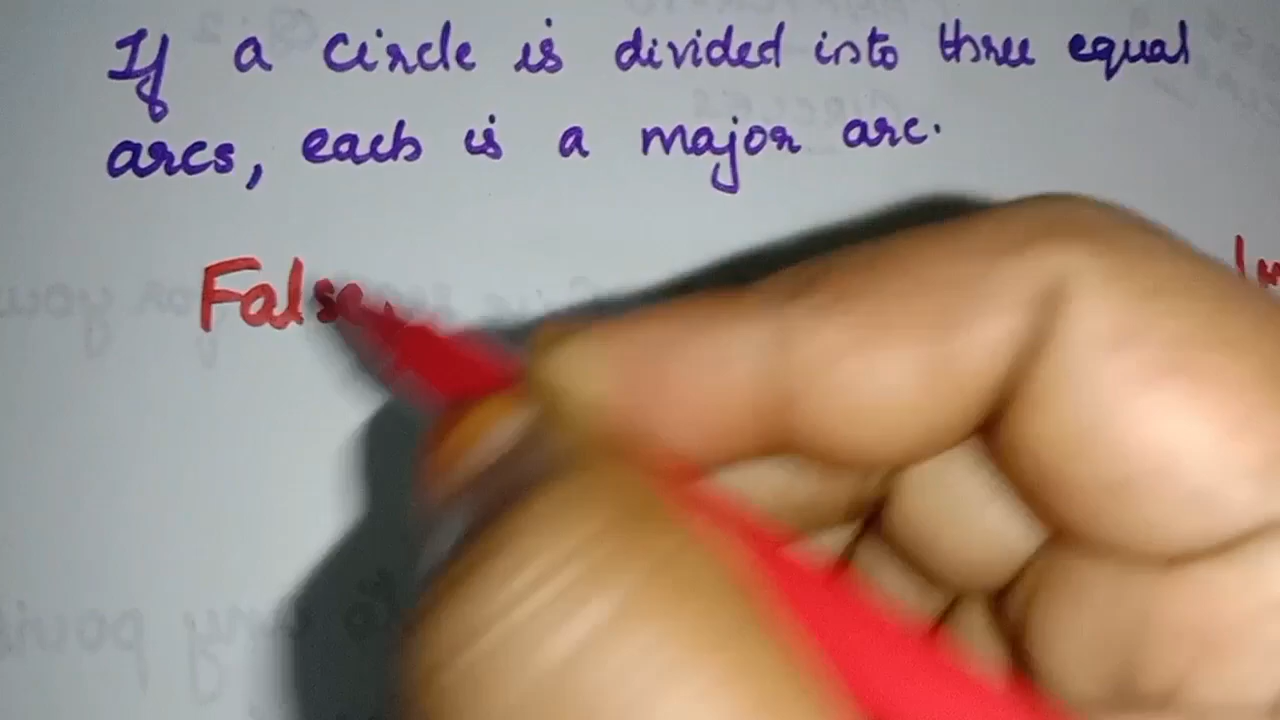 If a circle is divided into three equal
arcs, each is a major arc.
False